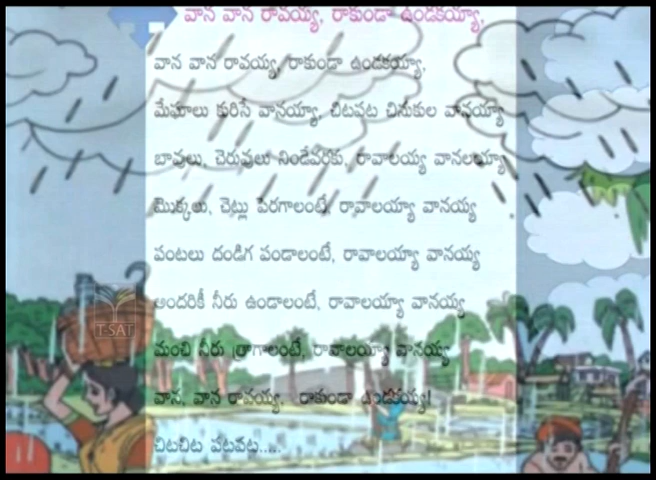 వాన వాన రావయ్య, రాకుండా ఉండకయ్యా,
వాన వాన రావయ్య, రాకుండా ఉండకయ్యా,
మేఘాలు కురిసే వానయ్యా, చిటపట చినుకుల వానయ్యా
బావులు, చెరువులు నిండేవరకు, రావాలయ్య వానలయ్యా
మొక్కలు, చెట్లు పెరగాలంటే, రావాలయ్యా వానయ్య
పంటలు దండిగ పండాలంటే, రావాలయ్యా వానయ్య
అందరికీ నీరు ఉండాలంటే, రావాలయ్యా వానయ్య
మంచి నీరు త్రాగాలంటే, రావాలయ్యా వానయ్య
వాన, వాన రావయ్య, రాకుండా ఉండకయ్య!
చిటచిట పటపట.....
T-SAT